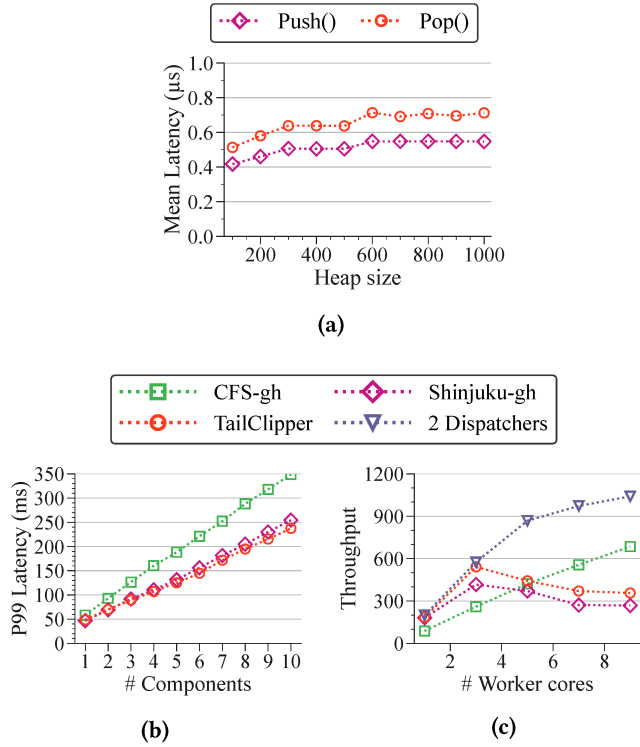 Push() Pop()
Mean Latency (μs)
1.0
0.8
0.6
0.4
0.2
0.0
200 400 600 800 1000
Heap size
(a)
CFS-gh Shinjuku-gh
TailClipper 2 Dispatchers
P99 Latency (ms)
350
300
250
200
150
100
50
0
1 2 3 4 5 6 7 8 9 10
# Components
(b)
Throughput
1200
900
600
300
0
2 4 6 8
# Worker cores
(c)